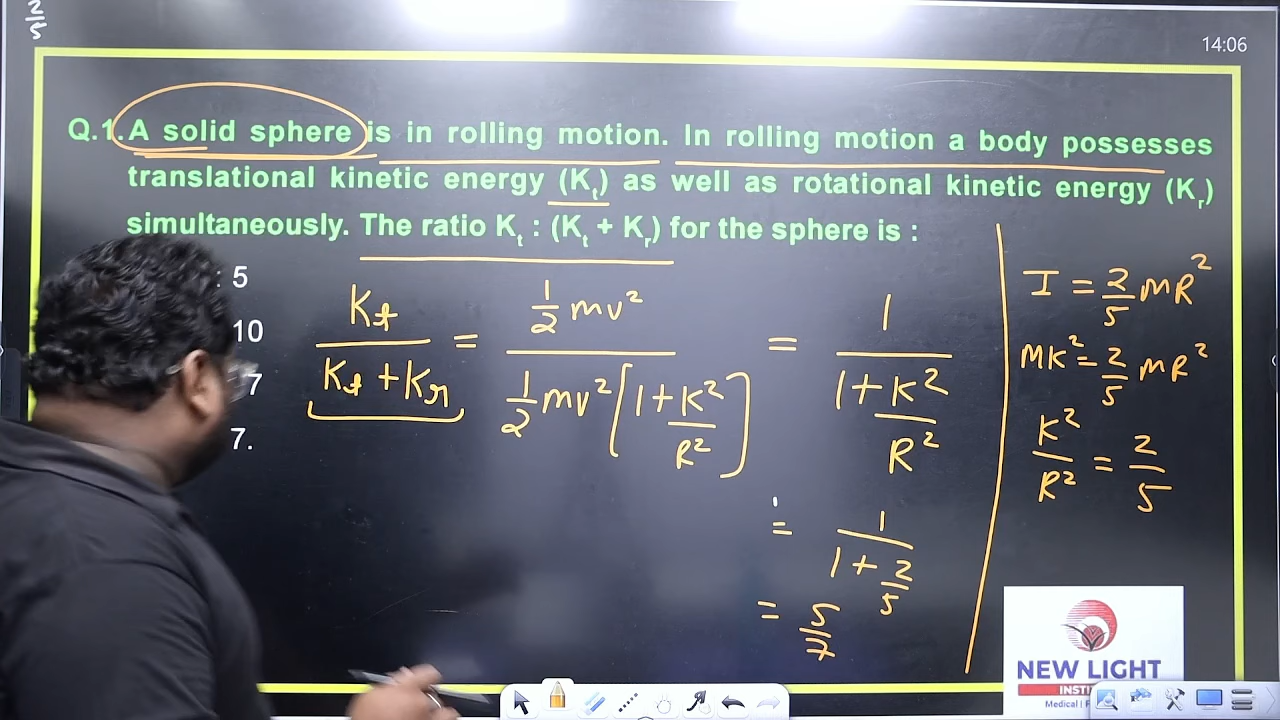 2/5
14:06
Q.1. A solid sphere is in rolling motion. In rolling motion a body possesses
translational kinetic energy (Kt) as well as rotational kinetic energy (Kr)
simultaneously. The ratio Kt : (Kt + Kr) for the sphere is :
: 5
10
7
7.
Kt/(Kt + Kr) = ½mv²/(½mv²[1 + K²/R²]) = 1/(1 + K²/R²)
= 1/(1 + 2/5)
= 5/7
I = 2/5 MR²
MK² = 2/5 MR²
K²/R² = 2/5
NEW LIGHT
INSTI
Medical |